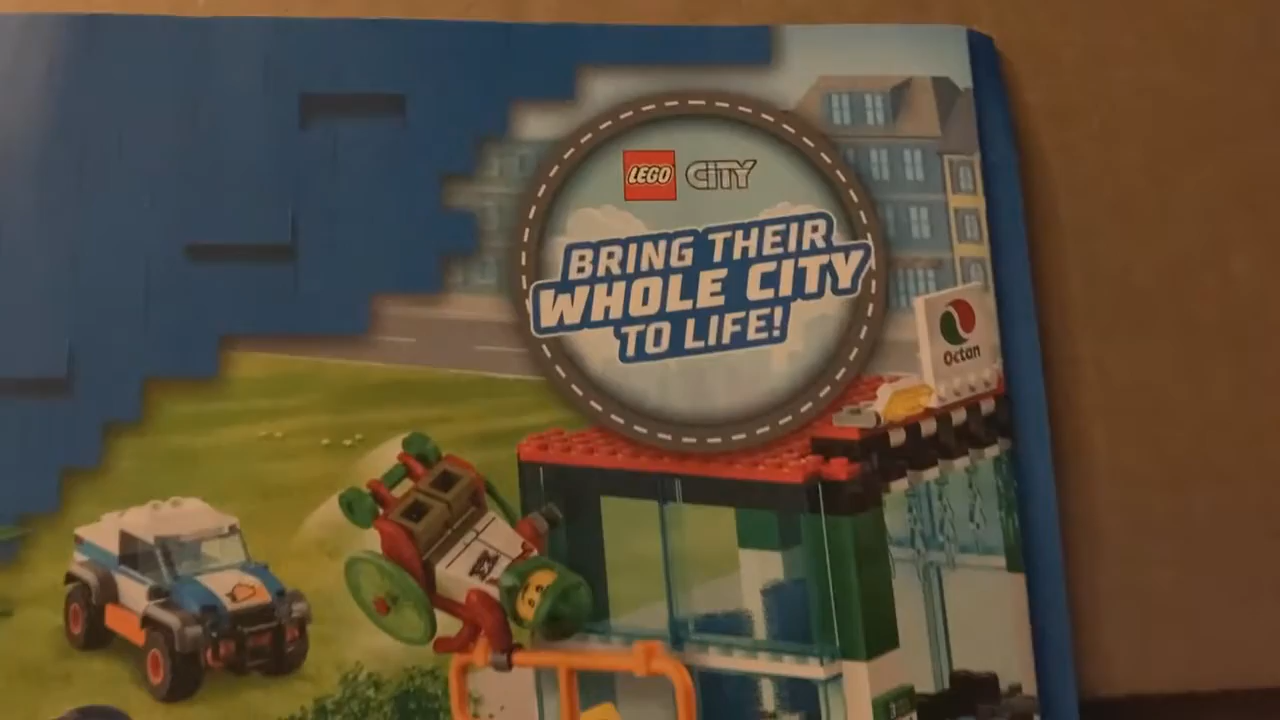 LEGO CITY
BRING THEIR
WHOLE CITY
TO LIFE!
Octan